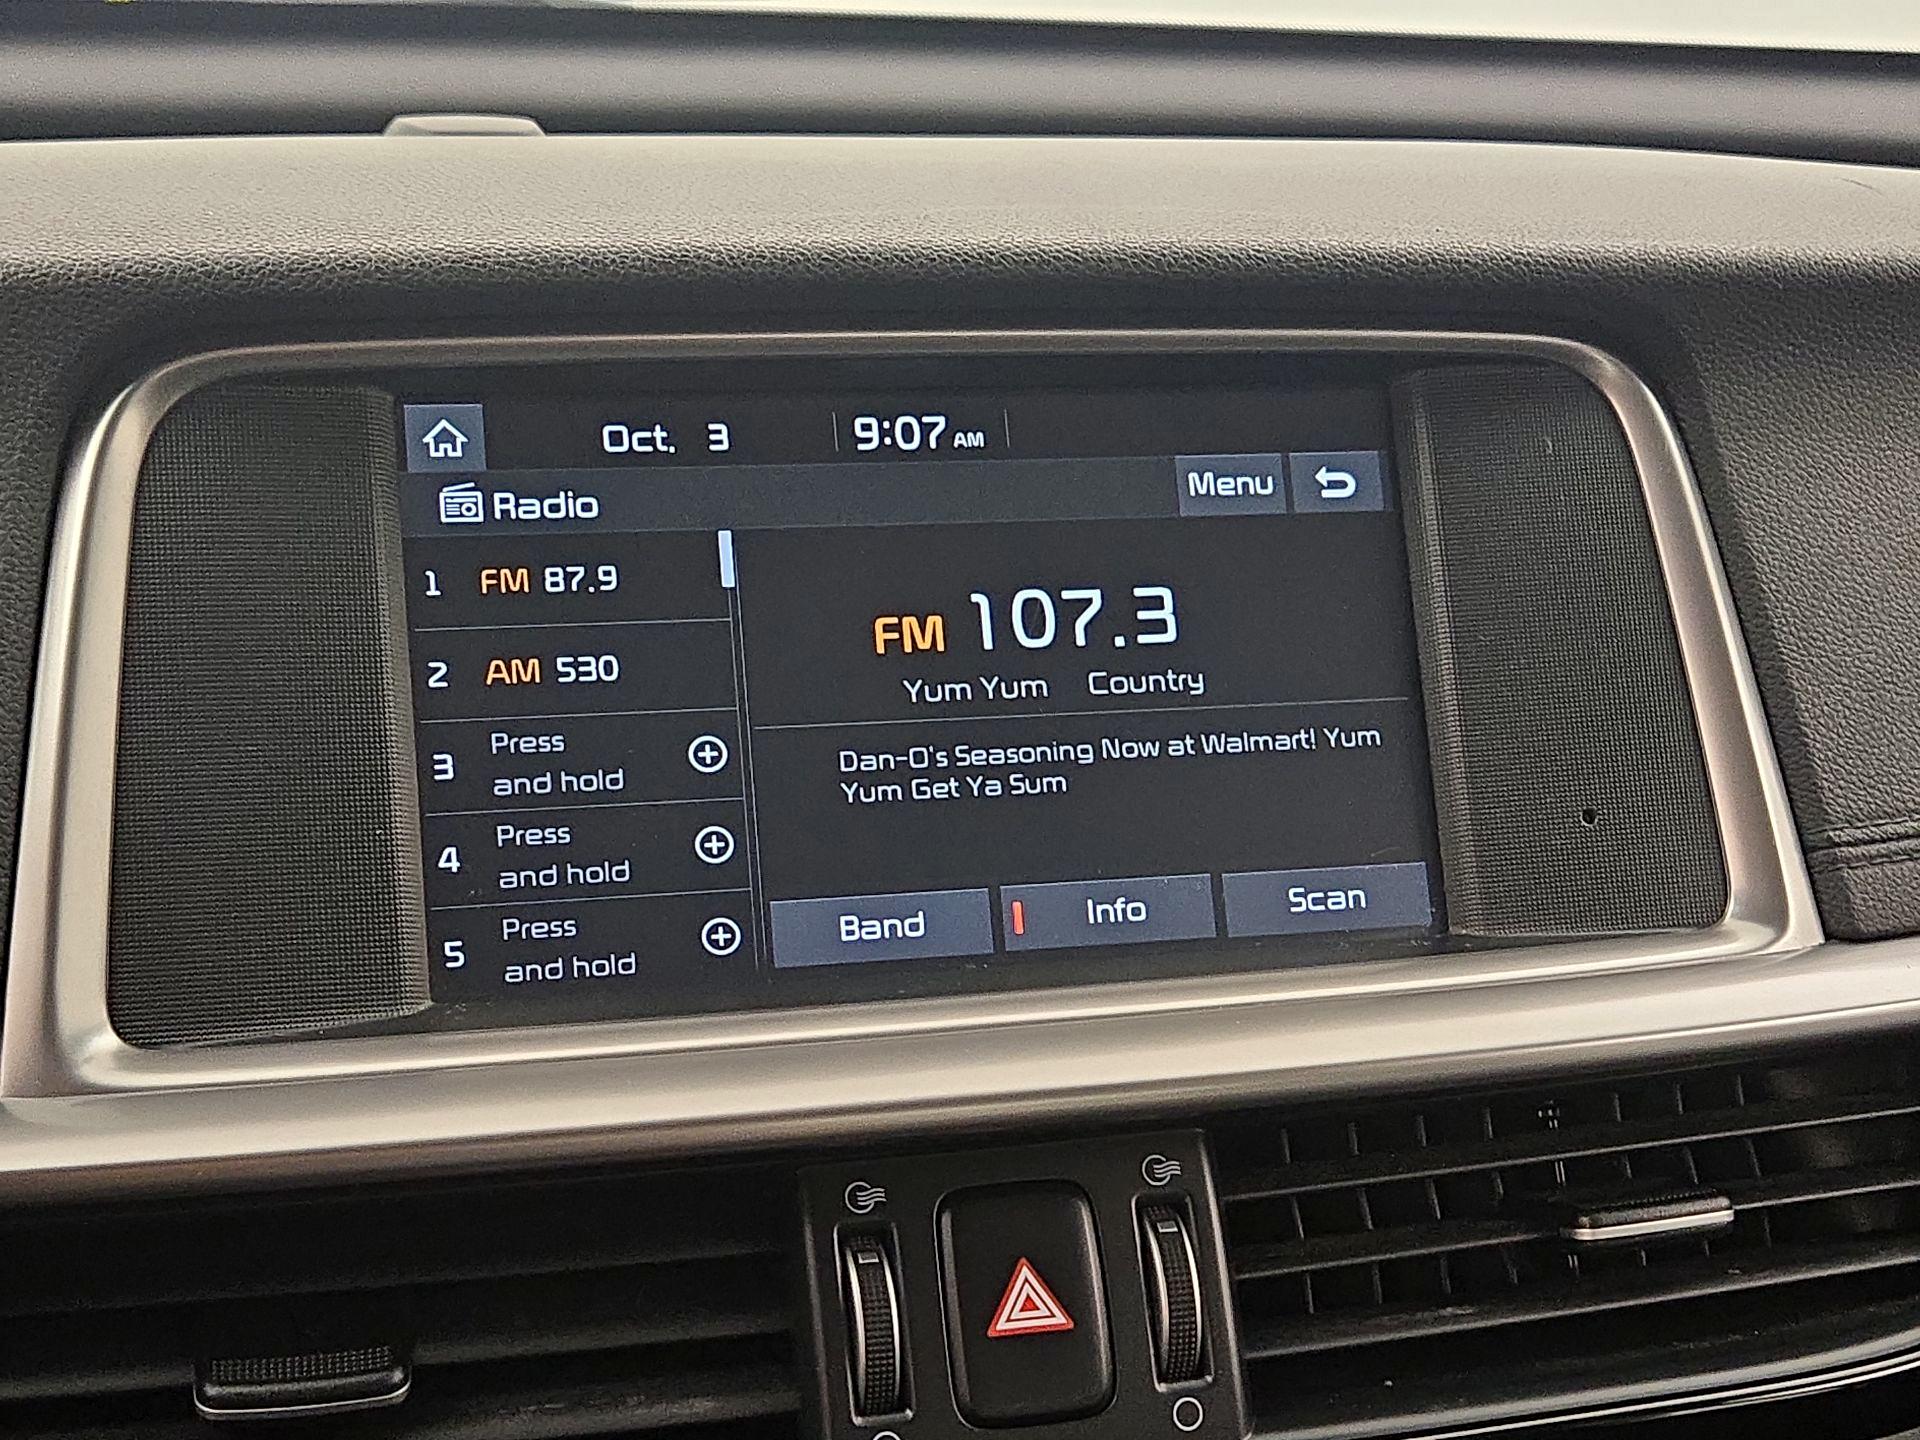 Oct. 3 9:07 AM
Radio Menu
1 FM 87.9
2 AM 530
3 Press
and hold
4 Press
and hold
5 Press
and hold
FM 107.3
Yum Yum Country
Dan-O's Seasoning Now at Walmart! Yum
Yum Get Ya Sum
Band Info Scan